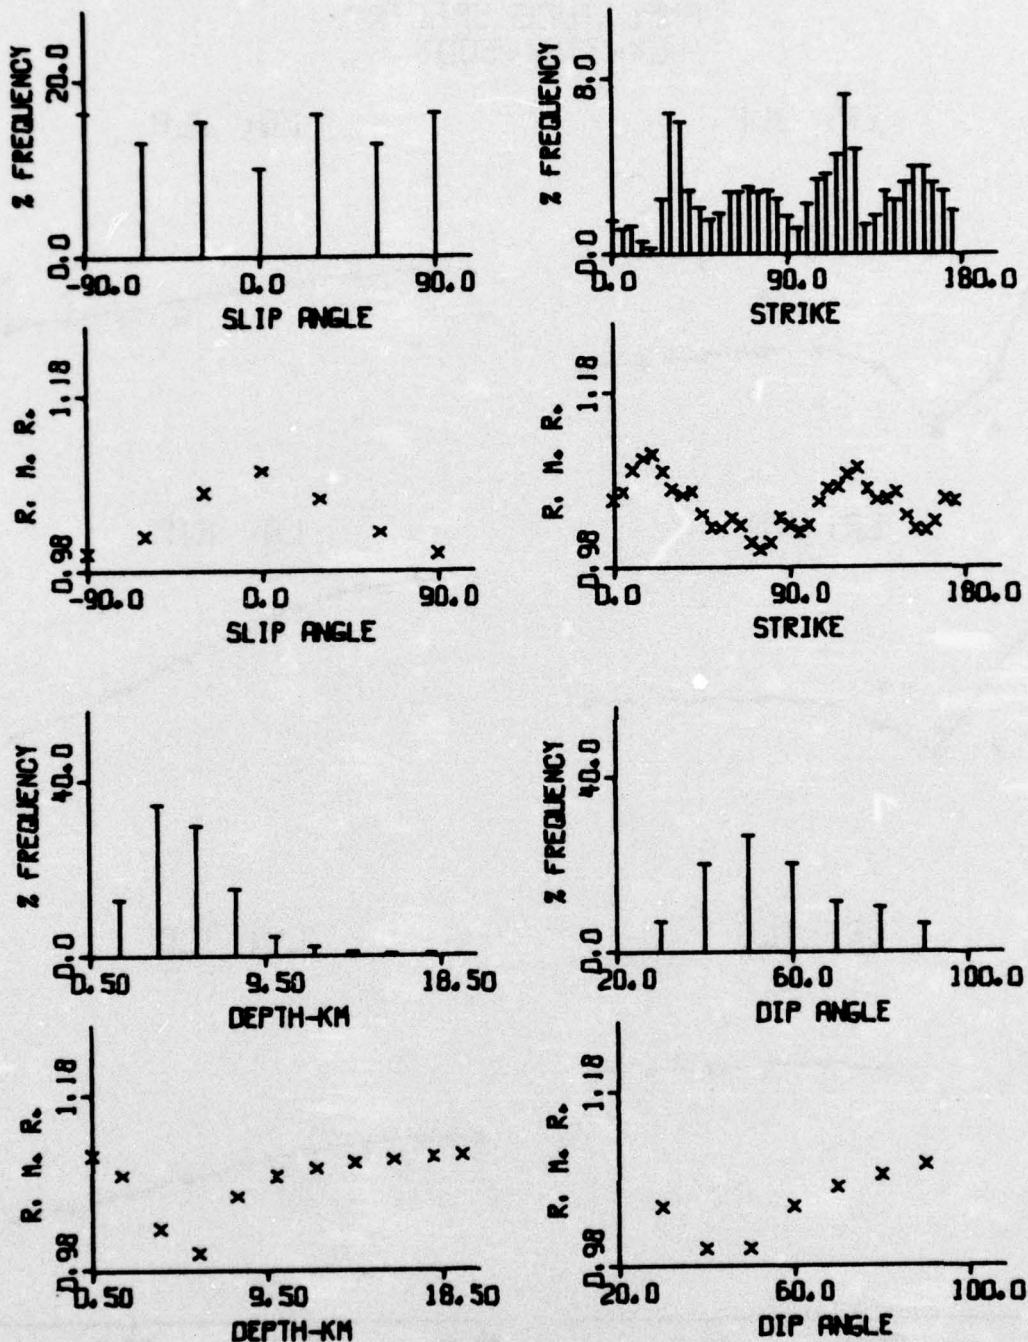 % FREQUENCY
20.0
0.0
-90.0 0.0 90.0
SLIP ANGLE
% FREQUENCY
8.0
0.0
0.0 90.0 180.0
STRIKE
R. M. R.
1.18
0.98
-90.0 0.0 90.0
SLIP ANGLE
R. M. R.
1.18
0.98
0.0 90.0 180.0
STRIKE
% FREQUENCY
40.0
0.0
0.50 9.50 18.50
DEPTH-KM
% FREQUENCY
40.0
0.0
20.0 60.0 100.0
DIP ANGLE
R. M. R.
1.18
0.98
0.50 9.50 18.50
DEPTH-KM
R. M. R.
1.18
0.98
20.0 60.0 100.0
DIP ANGLE